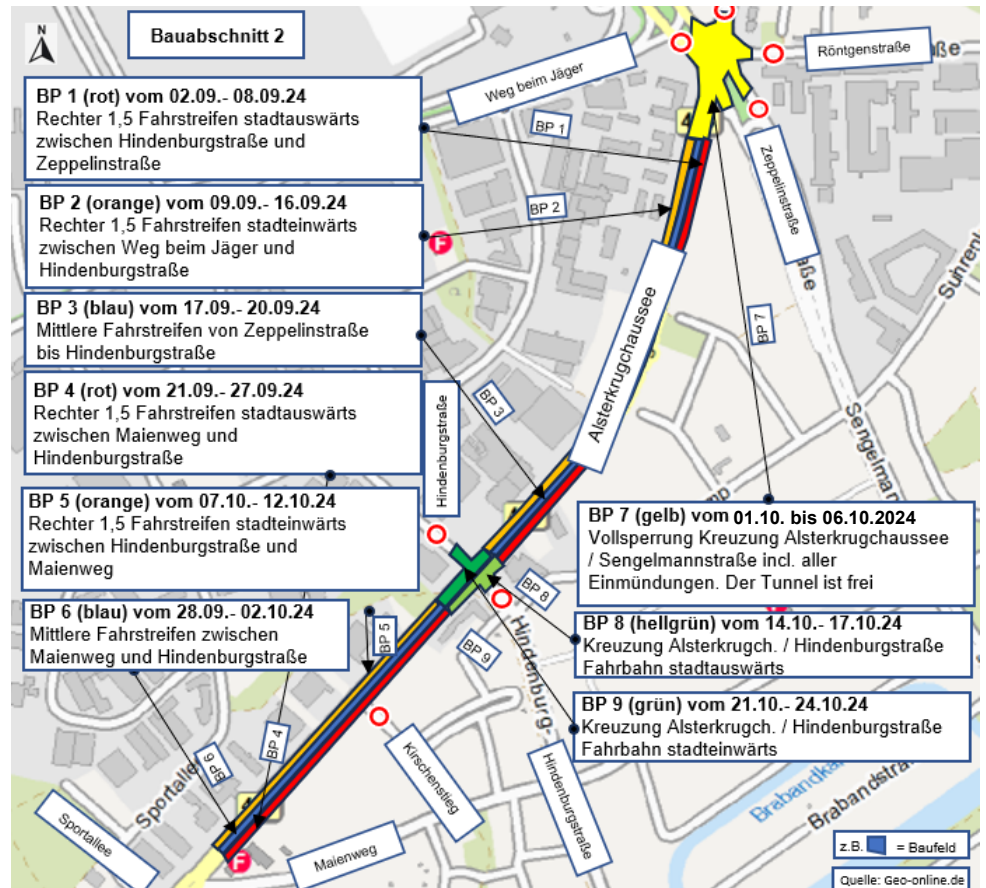 N
Bauabschnitt 2
BP 1 (rot) vom 02.09.- 08.09.24
Rechter 1,5 Fahrstreifen stadtauswärts
zwischen Hindenburgstraße und
Zeppelinstraße
BP 2 (orange) vom 09.09.- 16.09.24
Rechter 1,5 Fahrstreifen stadteinwärts
zwischen Weg beim Jäger und
Hindenburgstraße
BP 3 (blau) vom 17.09.- 20.09.24
Mittlere Fahrstreifen von Zeppelinstraße
bis Hindenburgstraße
BP 4 (rot) vom 21.09.- 27.09.24
Rechter 1,5 Fahrstreifen stadtauswärts
zwischen Maienweg und
Hindenburgstraße
BP 5 (orange) vom 07.10.- 12.10.24
Rechter 1,5 Fahrstreifen stadteinwärts
zwischen Hindenburgstraße und
Maienweg
BP 6 (blau) vom 28.09.- 02.10.24
Mittlere Fahrstreifen zwischen
Maienweg und Hindenburgstraße
BP 7 (gelb) vom 01.10. bis 06.10.2024
Vollsperrung Kreuzung Alsterkrugchaussee
/ Sengelmannstraße incl. aller
Einmündungen. Der Tunnel ist frei
BP 8 (hellgrün) vom 14.10.- 17.10.24
Kreuzung Alsterkrugch. / Hindenburgstraße
Fahrbahn stadtauswärts
BP 9 (grün) vom 21.10.- 24.10.24
Kreuzung Alsterkrugch. / Hindenburgstraße
Fahrbahn stadteinwärts
Weg beim Jäger
Röntgenstraße
aße
Zeppelinstraße
aße
BP 1
BP 2
F
4
Alsterkrugchaussee
BP 7
Suhrent
Sengelman
BP 3
Hindenburgstraße
BP 8
BP 9
BP 5
Hindenburg-
Hindenburgstraße
Kirschenstieg
BP 4
BP 6
Sportallee
Sportallee
Maienweg
F
Brabandka
Brabandstra
z.B. = Baufeld
Quelle: Geo-online.de